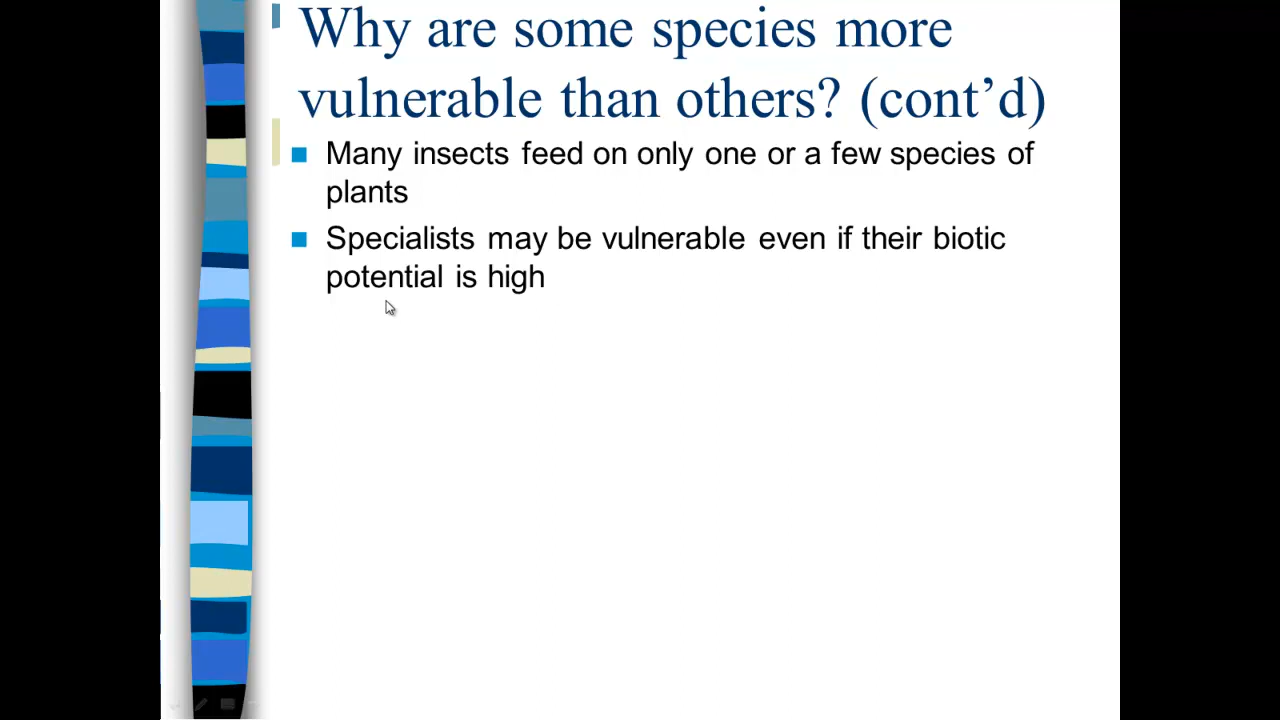 Why are some species more
vulnerable than others? (cont’d)
Many insects feed on only one or a few species of
plants
Specialists may be vulnerable even if their biotic
potential is high